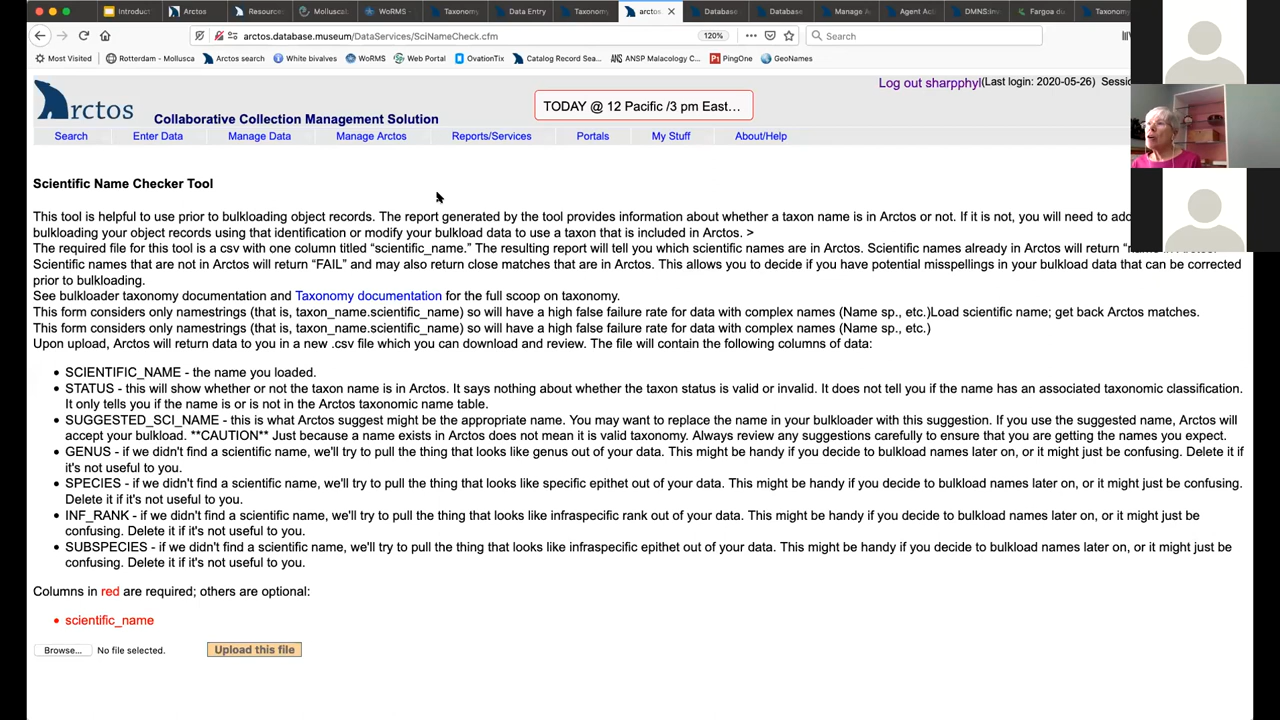 Introduct
Arctos
Resource
Molluscal
WoRMS -
Taxonomy
Data Entry
Taxonom
arctos.
Database
Database
Manage A
Agent Act
DMNS:Inv
Fargoa du
Taxonom
arctos.database.museum/DataServices/SciNameCheck.cfm
120%
Search
Most Visited
Rotterdam - Mollusca
Arctos search
White bivalves
WoRMS
Web Portal
OvationTix
Catalog Record Sea...
ANSP Malacology C...
PingOne
GeoNames
Arctos
Collaborative Collection Management Solution
TODAY @ 12 Pacific /3 pm East...
Log out sharpphyl(Last login: 2020-05-26) Sessi
Search Enter Data Manage Data Manage Arctos Reports/Services Portals My Stuff About/Help
Scientific Name Checker Tool
This tool is helpful to use prior to bulkloading object records. The report generated by the tool provides information about whether a taxon name is in Arctos or not. If it is not, you will need to add
bulkloading your object records using that identification or modify your bulkload data to use a taxon that is included in Arctos. >
The required file for this tool is a csv with one column titled “scientific_name.” The resulting report will tell you which scientific names are in Arctos. Scientific names already in Arctos will return
Scientific names that are not in Arctos will return “FAIL” and may also return close matches that are in Arctos. This allows you to decide if you have potential misspellings in your bulkload data that can be corrected
prior to bulkloading.
See bulkloader taxonomy documentation and Taxonomy documentation for the full scoop on taxonomy.
This form considers only namestrings (that is, taxon_name.scientific_name) so will have a high false failure rate for data with complex names (Name sp., etc.)Load scientific name; get back Arctos matches.
This form considers only namestrings (that is, taxon_name.scientific_name) so will have a high false failure rate for data with complex names (Name sp., etc.)
Upon upload, Arctos will return data to you in a new .csv file which you can download and review. The file will contain the following columns of data:
• SCIENTIFIC_NAME - the name you loaded.
• STATUS - this will show whether or not the taxon name is in Arctos. It says nothing about whether the taxon status is valid or invalid. It does not tell you if the name has an associated taxonomic classification.
It only tells you if the name is or is not in the Arctos taxonomic name table.
• SUGGESTED_SCI_NAME - this is what Arctos suggest might be the appropriate name. You may want to replace the name in your bulkloader with this suggestion. If you use the suggested name, Arctos will
accept your bulkload. **CAUTION** Just because a name exists in Arctos does not mean it is valid taxonomy. Always review any suggestions carefully to ensure that you are getting the names you expect.
• GENUS - if we didn't find a scientific name, we'll try to pull the thing that looks like genus out of your data. This might be handy if you decide to bulkload names later on, or it might just be confusing. Delete it if
it's not useful to you.
• SPECIES - if we didn't find a scientific name, we'll try to pull the thing that looks like specific epithet out of your data. This might be handy if you decide to bulkload names later on, or it might just be confusing.
Delete it if it's not useful to you.
• INF_RANK - if we didn't find a scientific name, we'll try to pull the thing that looks like infraspecific rank out of your data. This might be handy if you decide to bulkload names later on, or it might just be
confusing. Delete it if it's not useful to you.
• SUBSPECIES - if we didn't find a scientific name, we'll try to pull the thing that looks like infraspecific epithet out of your data. This might be handy if you decide to bulkload names later on, or it might just be
confusing. Delete it if it's not useful to you.
Columns in red are required; others are optional:
• scientific_name
Browse... No file selected. Upload this file